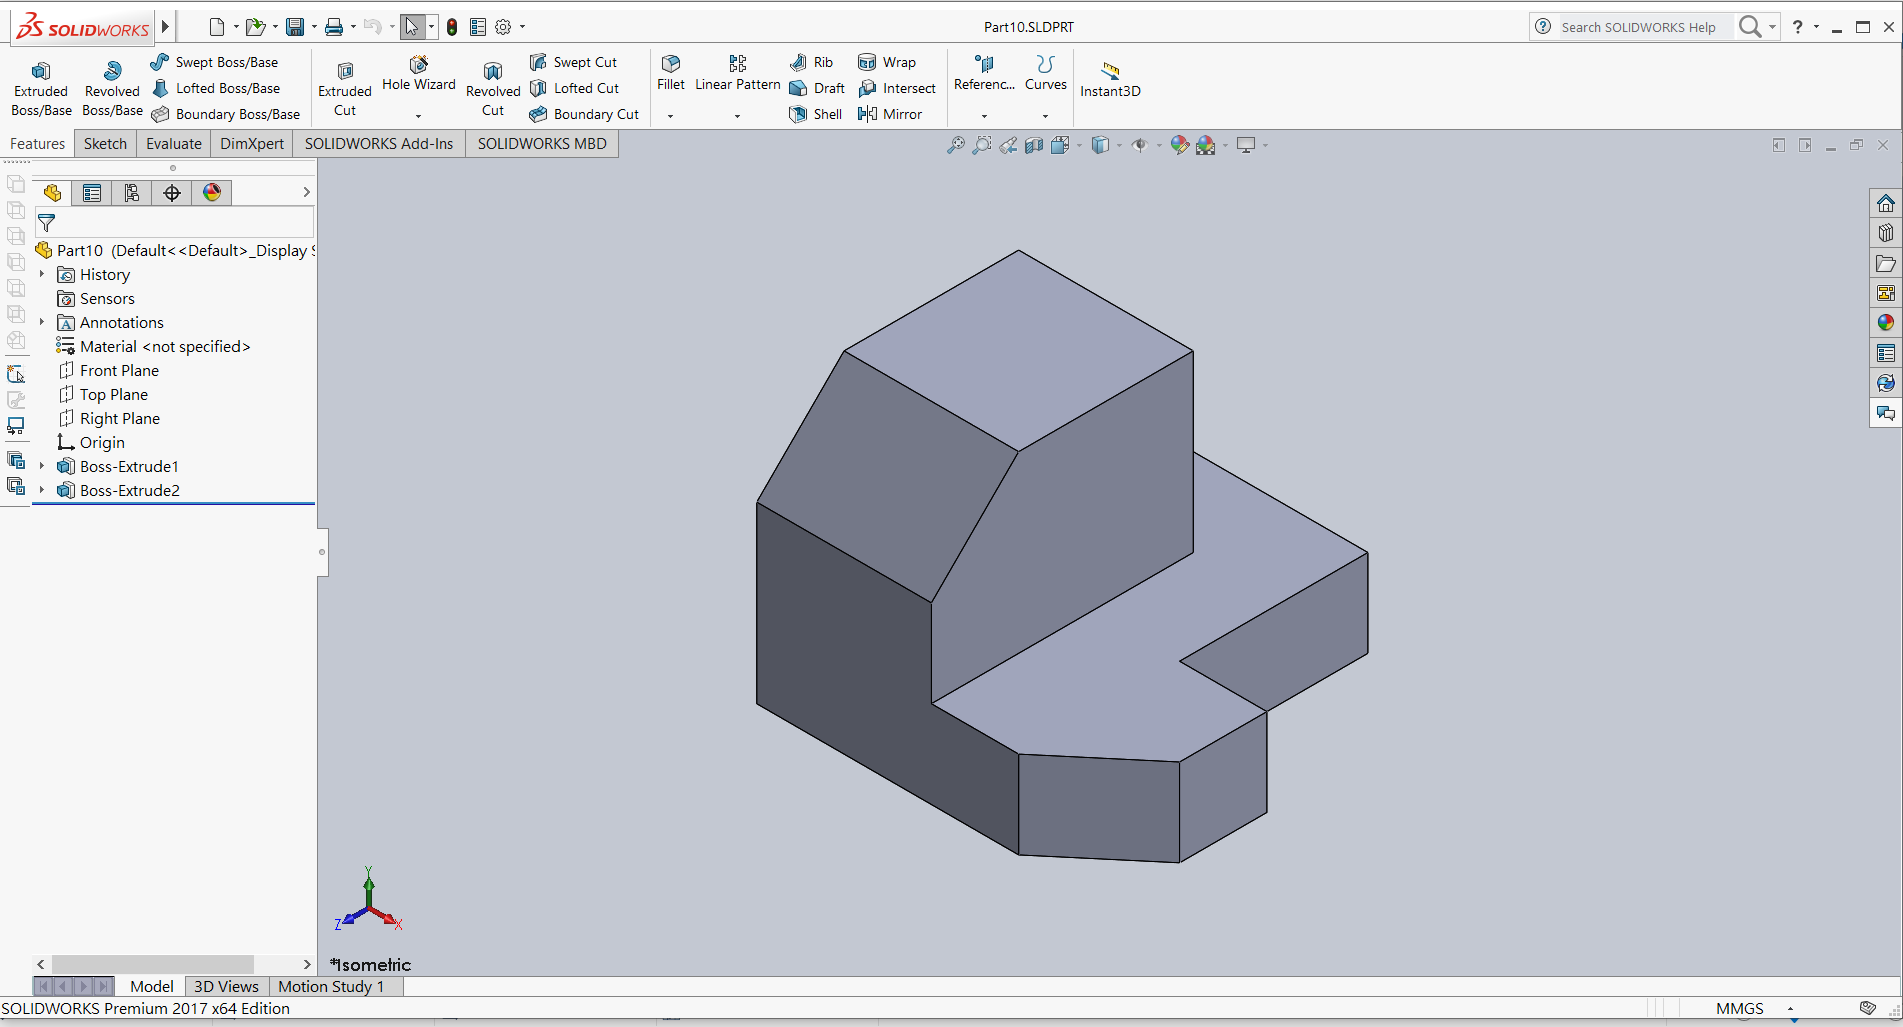 SOLIDWORKS
Part10.SLDPRT
Search SOLIDWORKS Help
?
Extruded Boss/Base
Revolved Boss/Base
Swept Boss/Base
Lofted Boss/Base
Boundary Boss/Base
Extruded Cut
Hole Wizard
Revolved Cut
Swept Cut
Lofted Cut
Boundary Cut
Fillet
Linear Pattern
Rib
Draft
Shell
Wrap
Intersect
Mirror
Referenc...
Curves
Instant3D
Features
Sketch
Evaluate
DimXpert
SOLIDWORKS Add-Ins
SOLIDWORKS MBD
Part10 (Default<<Default>_Display S
History
Sensors
Annotations
Material <not specified>
Front Plane
Top Plane
Right Plane
Origin
Boss-Extrude1
Boss-Extrude2
Y
Z
X
*Isometric
Model
3D Views
Motion Study 1
SOLIDWORKS Premium 2017 x64 Edition
MMGS